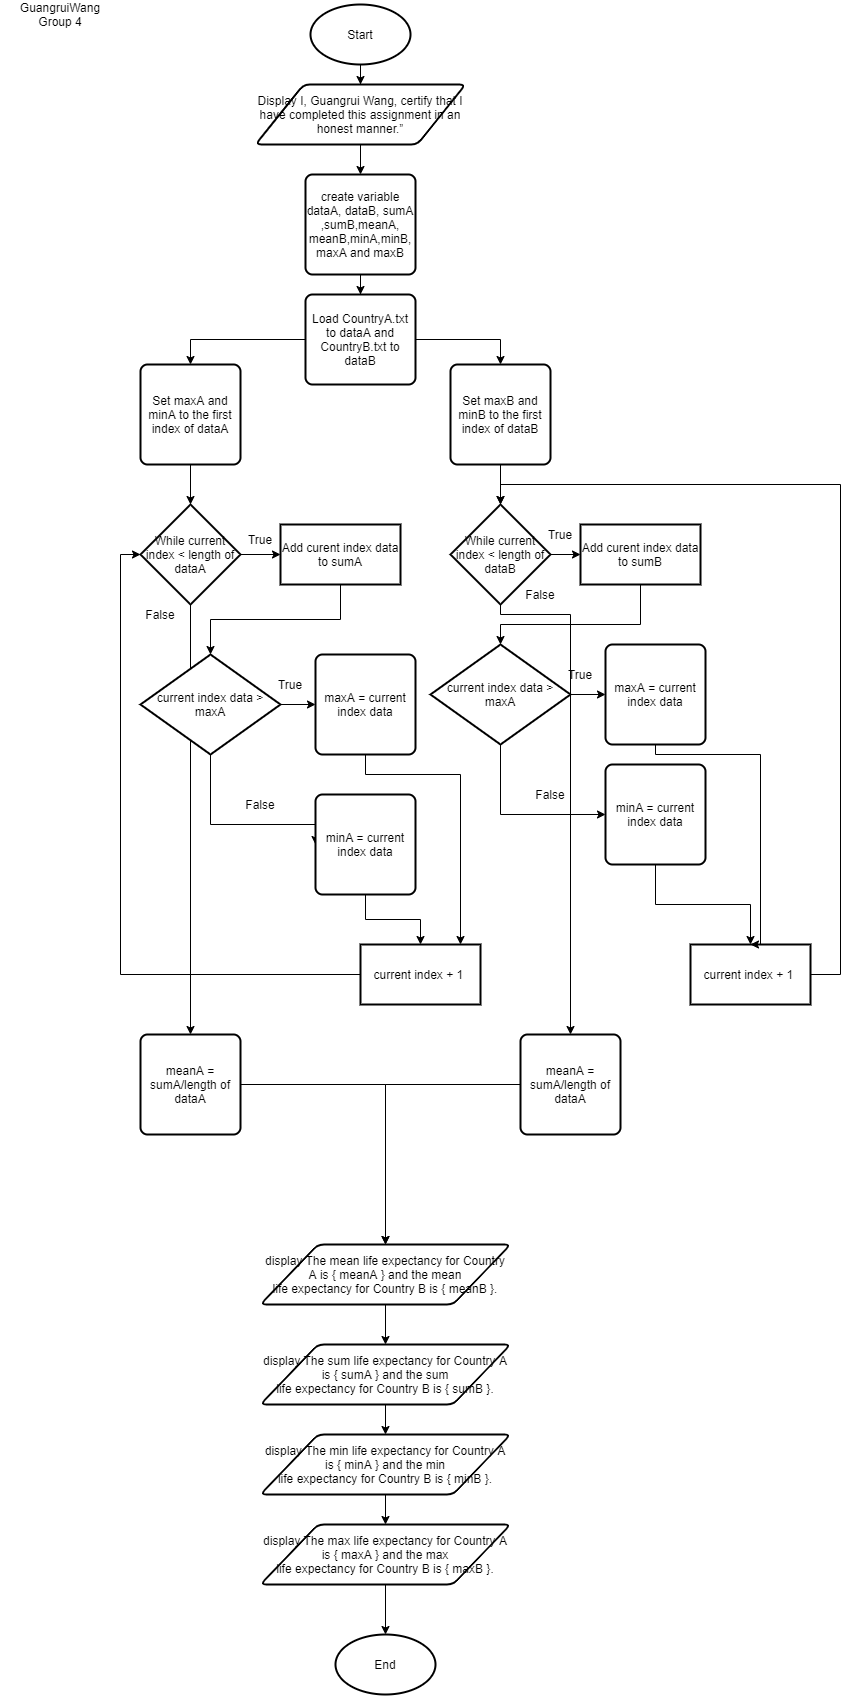 GuangruiWang
Group 4
Start
Display I, Guangrui Wang, certify that I
have completed this assignment in an
honest manner."
create variable
dataA, dataB, sumA
,sumB,meanA,
meanB,minA,minB,
maxA and maxB
Load CountryA.txt
to dataA and
CountryB.txt to
dataB
Set maxA and
minA to the first
index of dataA
Set maxB and
minB to the first
index of dataB
While current
index < length of
dataA
True
Add curent index data
to sumA
False
While current
index < length of
dataB
True
Add curent index data
to sumB
False
current index data >
maxA
True
maxA = current
index data
False
minA = current
index data
current index + 1
current index data >
maxA
True
maxA = current
index data
False
minA = current
index data
current index + 1
meanA =
sumA/length of
dataA
meanA =
sumA/length of
dataA
display The mean life expectancy for Country
A is { meanA } and the mean
life expectancy for Country B is { meanB }.
display The sum life expectancy for Country A
is { sumA } and the sum
life expectancy for Country B is { sumB }.
display The min life expectancy for Country A
is { minA } and the min
life expectancy for Country B is { minB }.
display The max life expectancy for Country A
is { maxA } and the max
life expectancy for Country B is { maxB }.
End